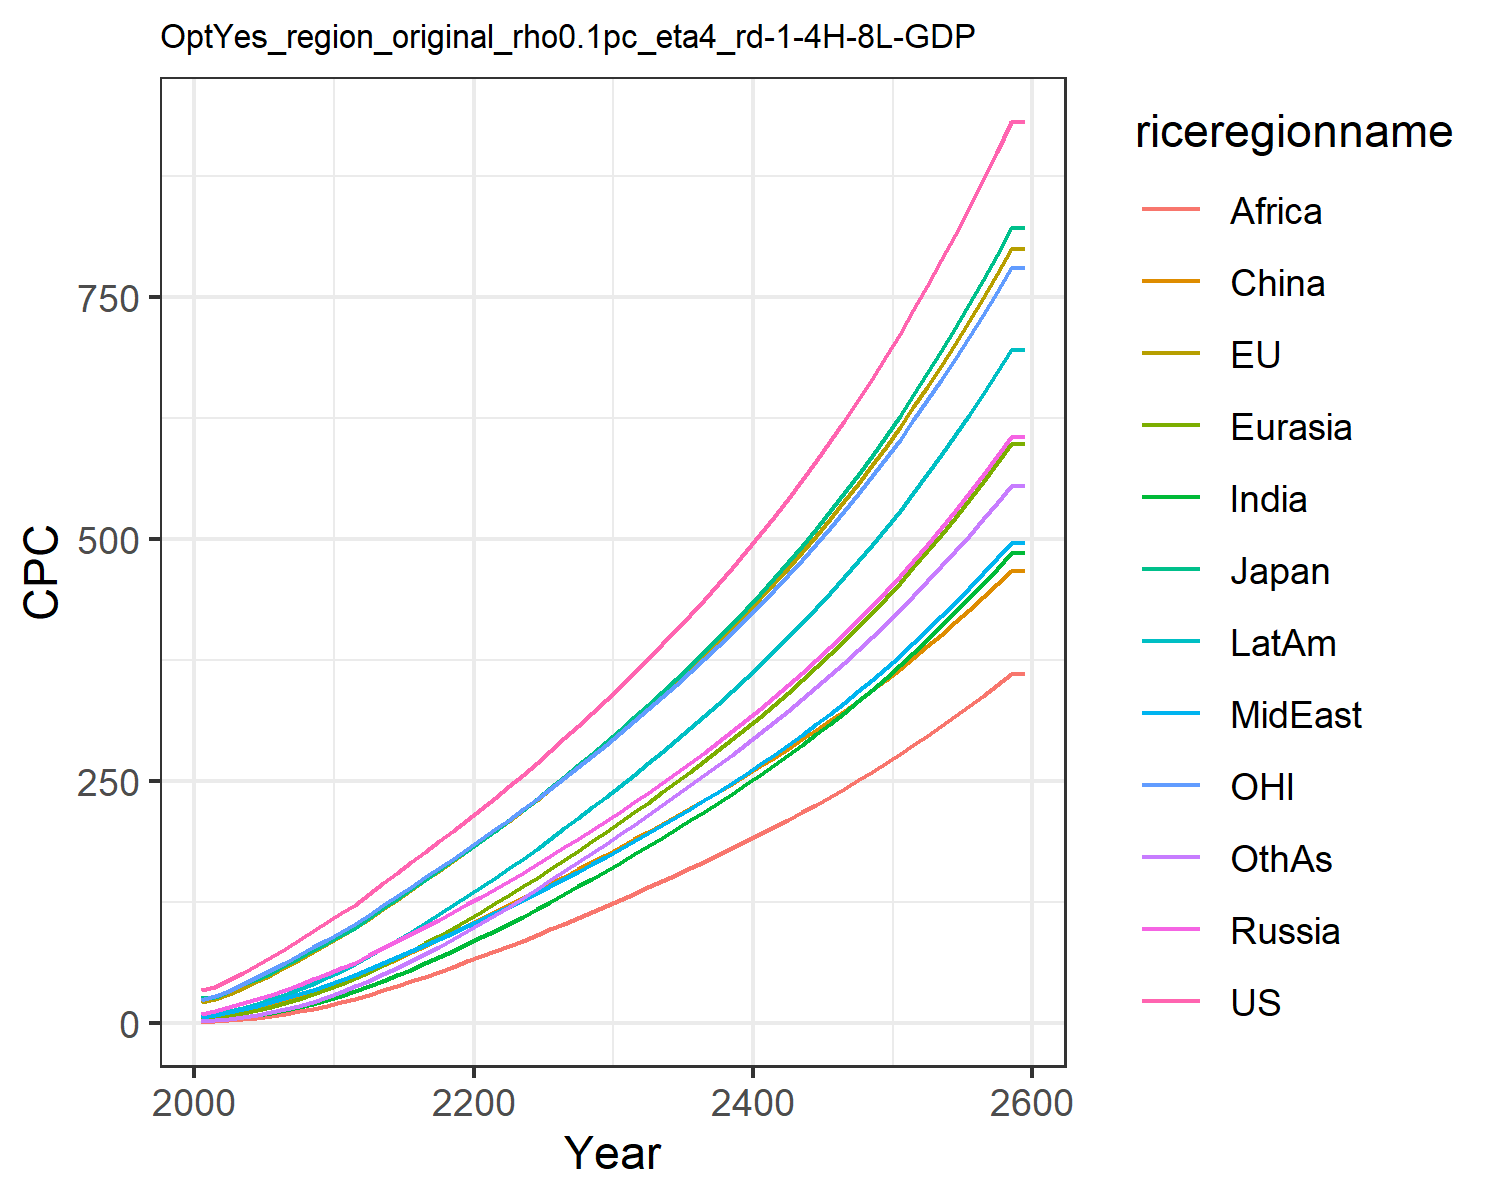 OptYes_region_original_rho0.1pc_eta4_rd-1-4H-8L-GDP
CPC
750
500
250
0
2000 2200 2400 2600
Year
riceregionname
Africa
China
EU
Eurasia
India
Japan
LatAm
MidEast
OHI
OthAs
Russia
US